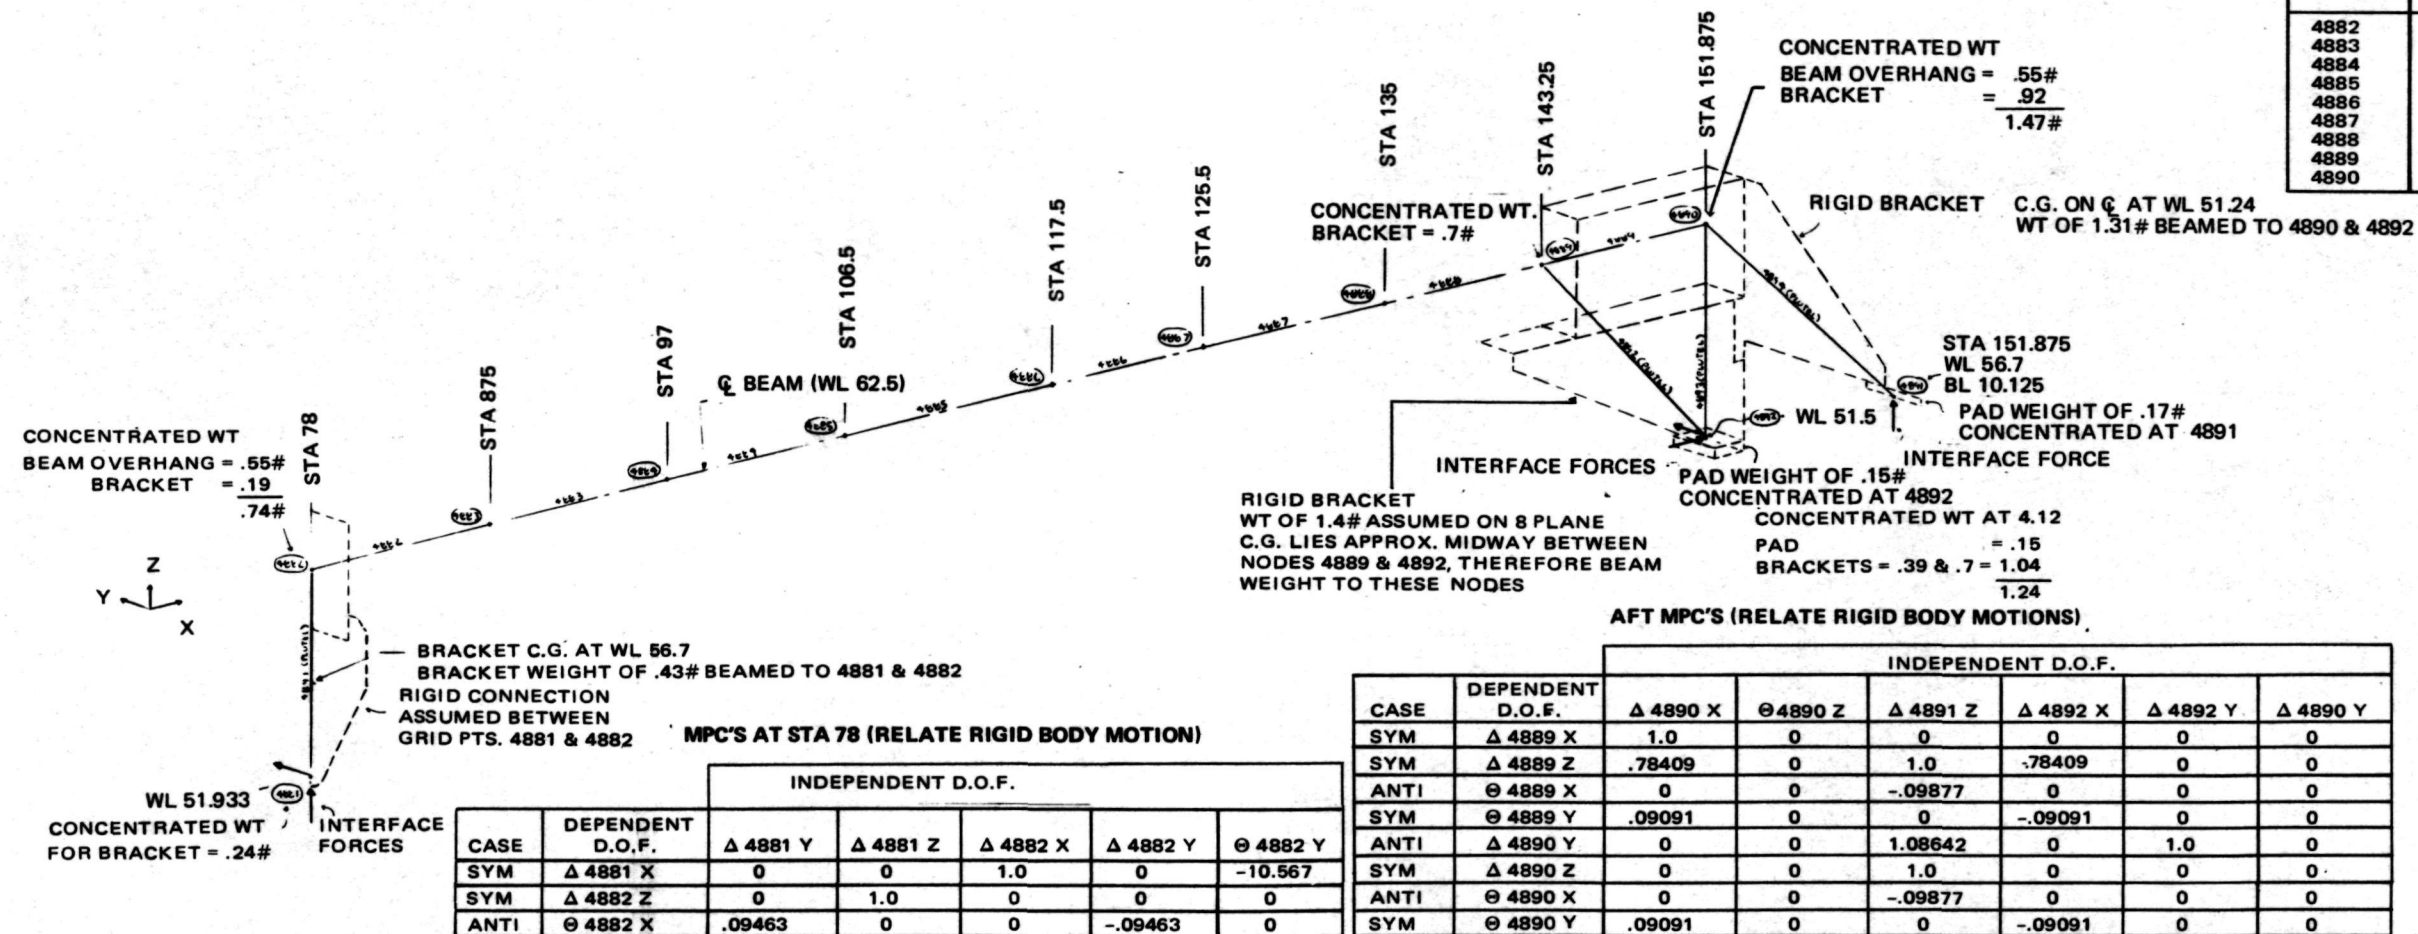 4882
4883
4884
4885
4886
4887
4888
4889
4890
STA 151.875
CONCENTRATED WT
BEAM OVERHANG = .55#
BRACKET = .92
1.47#
STA 143.25
STA 135
STA 125.5
STA 117.5
STA 106.5
STA 97
STA 875
STA 78
CONCENTRATED WT.
BRACKET = .7#
RIGID BRACKET
C.G. ON ℄ AT WL 51.24
WT OF 1.31# BEAMED TO 4890 & 4892
℄ BEAM (WL 62.5)
STA 151.875
WL 56.7
BL 10.125
PAD WEIGHT OF .17#
CONCENTRATED AT 4891
INTERFACE FORCE
WL 51.5
INTERFACE FORCES
PAD WEIGHT OF .15#
CONCENTRATED AT 4892
CONCENTRATED WT AT 4.12
PAD = .15
BRACKETS = .39 & .7 = 1.04
1.24
RIGID BRACKET
WT OF 1.4# ASSUMED ON 8 PLANE
C.G. LIES APPROX. MIDWAY BETWEEN
NODES 4889 & 4892, THEREFORE BEAM
WEIGHT TO THESE NODES
CONCENTRATED WT
BEAM OVERHANG = .55#
BRACKET = .19
.74#
Z
Y
X
BRACKET C.G. AT WL 56.7
BRACKET WEIGHT OF .43# BEAMED TO 4881 & 4882
RIGID CONNECTION
ASSUMED BETWEEN
GRID PTS. 4881 & 4882
WL 51.933
CONCENTRATED WT
FOR BRACKET = .24#
INTERFACE
FORCES
MPC'S AT STA 78 (RELATE RIGID BODY MOTION)
INDEPENDENT D.O.F.
CASE DEPENDENT D.O.F. Δ 4881 Y Δ 4881 Z Δ 4882 X Δ 4882 Y Θ 4882 Y
SYM Δ 4881 X 0 0 1.0 0 -10.567
SYM Δ 4882 Z 0 1.0 0 0 0
ANTI Θ 4882 X .09463 0 0 -.09463 0
AFT MPC'S (RELATE RIGID BODY MOTIONS)
INDEPENDENT D.O.F.
CASE DEPENDENT D.O.F. Δ 4890 X Θ 4890 Z Δ 4891 Z Δ 4892 X Δ 4892 Y Δ 4890 Y
SYM Δ 4889 X 1.0 0 0 0 0 0
SYM Δ 4889 Z .78409 0 1.0 -.78409 0 0
ANTI Θ 4889 X 0 0 -.09877 0 0 0
SYM Θ 4889 Y .09091 0 0 -.09091 0 0
ANTI Δ 4890 Y 0 0 1.08642 0 1.0 0
SYM Δ 4890 Z 0 0 1.0 0 0 0
ANTI Θ 4890 X 0 0 -.09877 0 0 0
SYM Θ 4890 Y .09091 0 0 -.09091 0 0